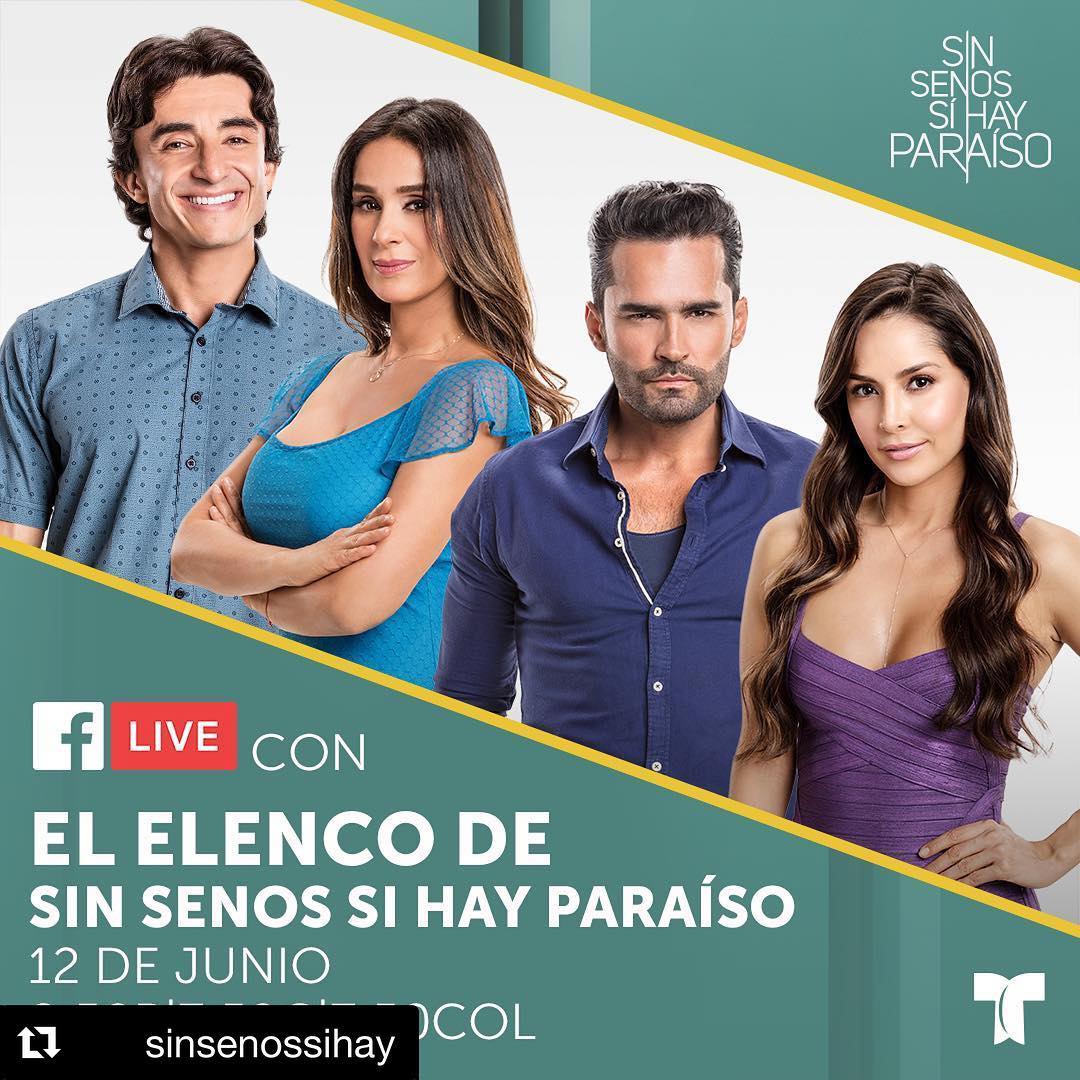 SIN
SENOS
SÍ HAY
PARAÍSO
f LIVE CON
EL ELENCO DE
SIN SENOS SI HAY PARAÍSO
12 DE JUNIO
sinsenossihay